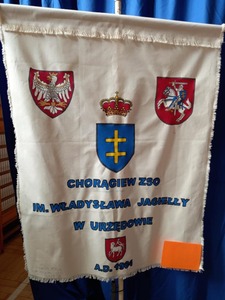 CHORĄGIEW ZSO
IM. WŁADYSŁAWA JAGIEŁŁY
W URZĘDOWIE
A.D. 1991